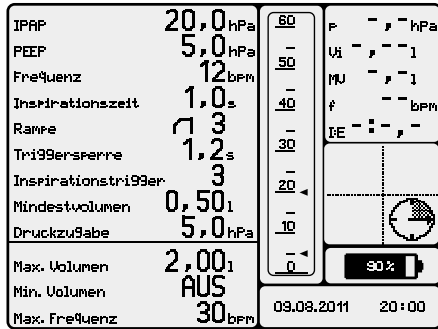 IPAP 20,0 hPa
PEEP 5,0 hPa
Frequenz 12 bpm
Inspirationszeit 1,0 s
Rampe 3
Triggersperre 1,2 s
Inspirationstrigger 3
Mindestvolumen 0,50 l
Druckzugabe 5,0 hPa
Max. Volumen 2,00 l
Min. Volumen AUS
Max. Frequenz 30 bpm
60
50
40
30
20
10
0
P -,- hPa
Vi -,-- l
MV -,- l
f -- bpm
I:E -:-,-
90%
09.08.2011 20:00